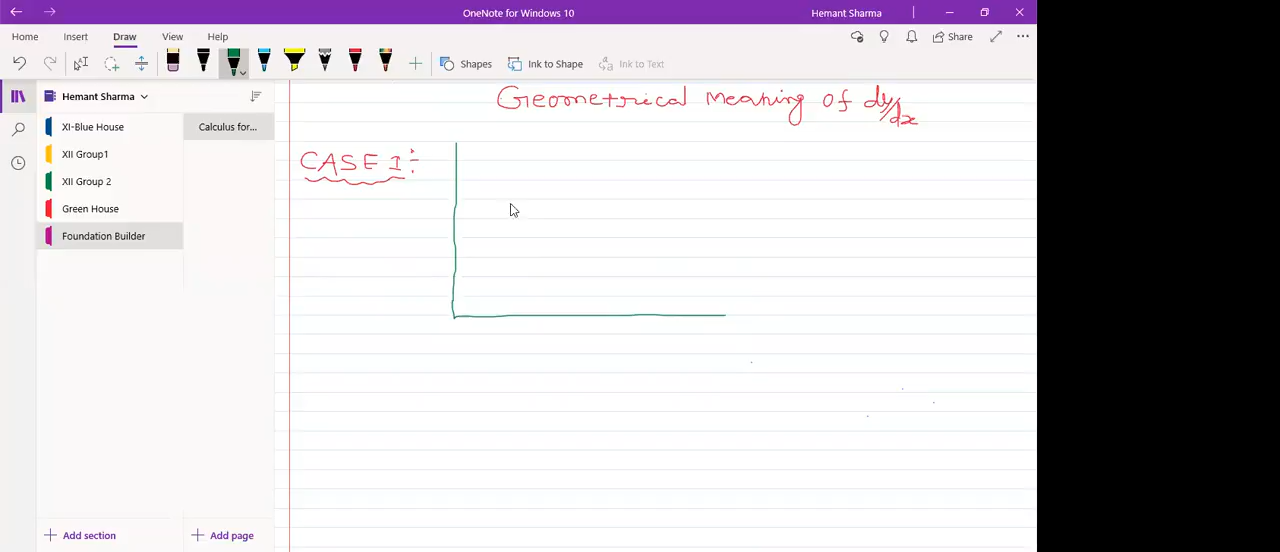 OneNote for Windows 10
Hemant Sharma
Home Insert Draw View Help
Share
Shapes
Ink to Shape
Ink to Text
Hemant Sharma
XI-Blue House
XII Group1
XII Group 2
Green House
Foundation Builder
Calculus for...
Geometrical Meaning of dy/dx
CASE I :
Add section
Add page